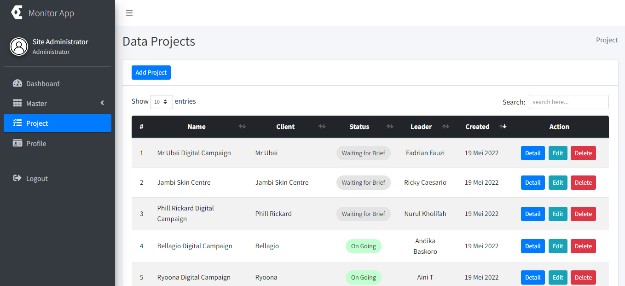 Monitor App
Site Administrator
Administrator
Dashboard
Master
Project
Profile
Logout
Data Projects
Project
Add Project
Show 10 entries
Search: search here...
# Name Client Status Leader Created Action
1 Mr Ubai Digital Campaign Mr Ubai Waiting for Brief Fadrian Fauzi 19 Mei 2022 Detail Edit Delete
2 Jambi Skin Centre Jambi Skin Centre Waiting for Brief Ricky Caesario 19 Mei 2022 Detail Edit Delete
3 Phill Rickard Digital
Campaign Phill Rickard Waiting for Brief Nurul Kholifah 19 Mei 2022 Detail Edit Delete
4 Bellagio Digital Campaign Bellagio On Going Andika
Baskoro 19 Mei 2022 Detail Edit Delete
5 Ryoona Digital Campaign Ryoona On Going Aini T 19 Mei 2022 Detail Edit Delete